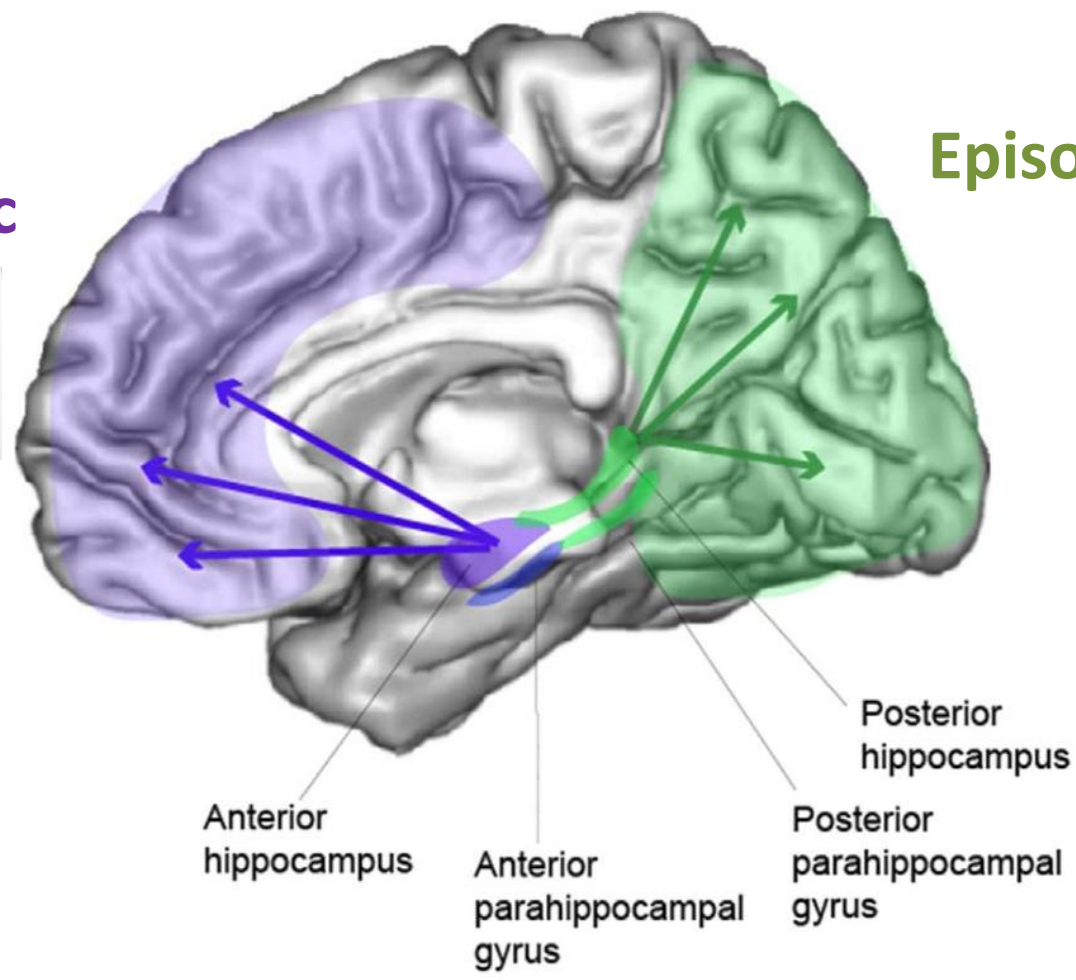 Episo
c
Posterior
hippocampus
Anterior
hippocampus
Posterior
parahippocampal
gyrus
Anterior
parahippocampal
gyrus